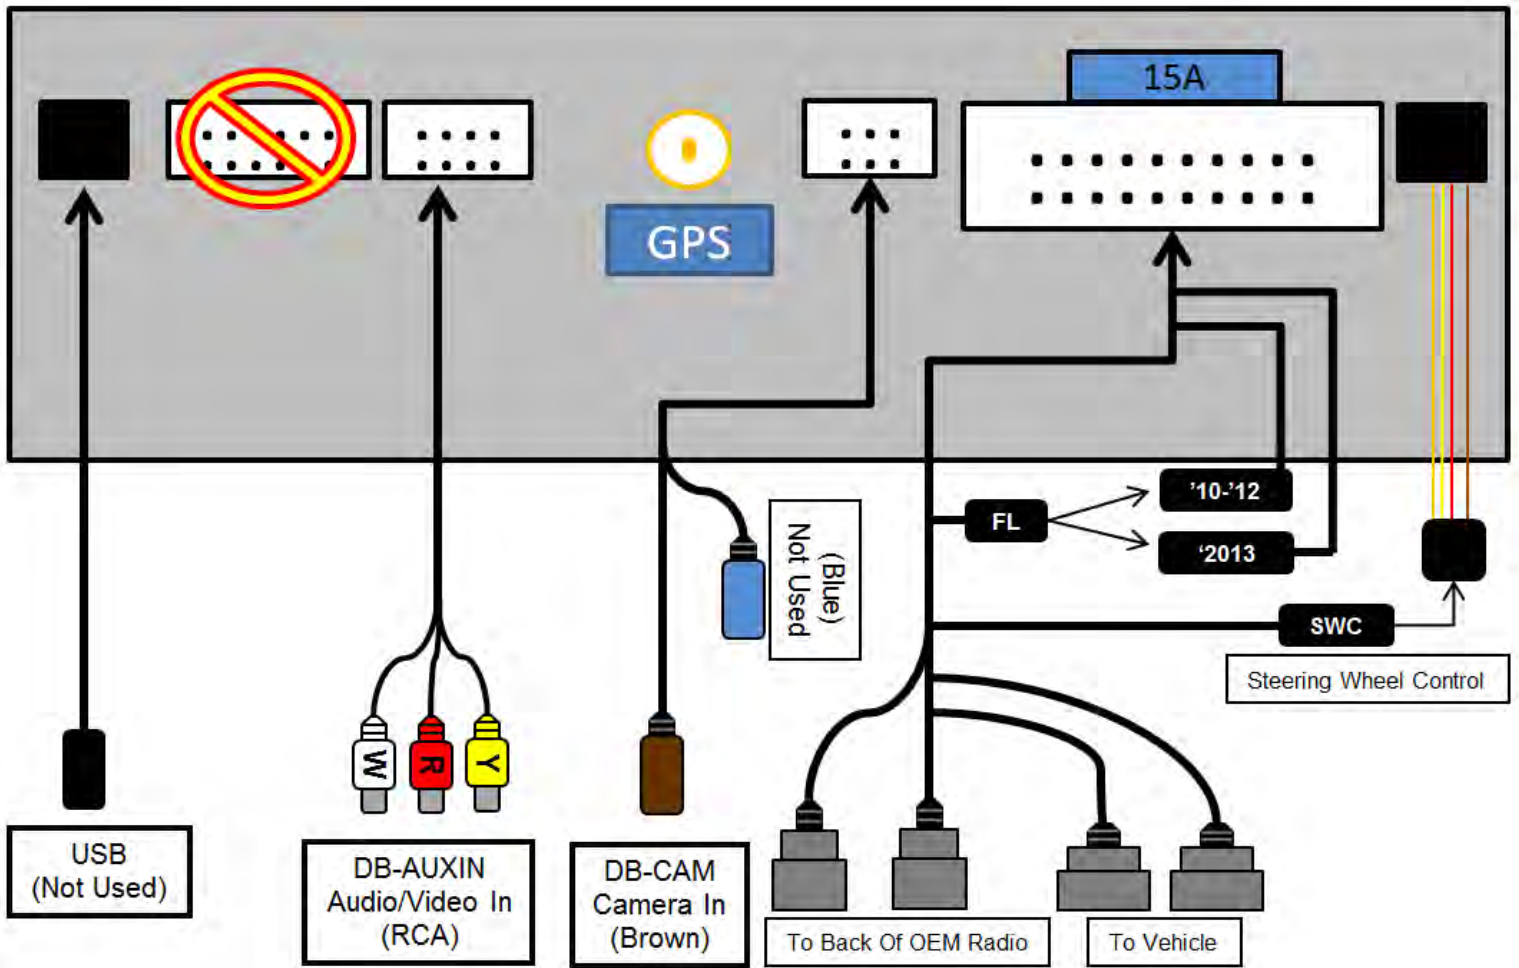 15A
GPS
(Blue)
Not Used
FL
’10-’12
‘2013
SWC
Steering Wheel Control
W
R
Y
USB
(Not Used)
DB-AUXIN
Audio/Video In
(RCA)
DB-CAM
Camera In
(Brown)
To Back Of OEM Radio
To Vehicle